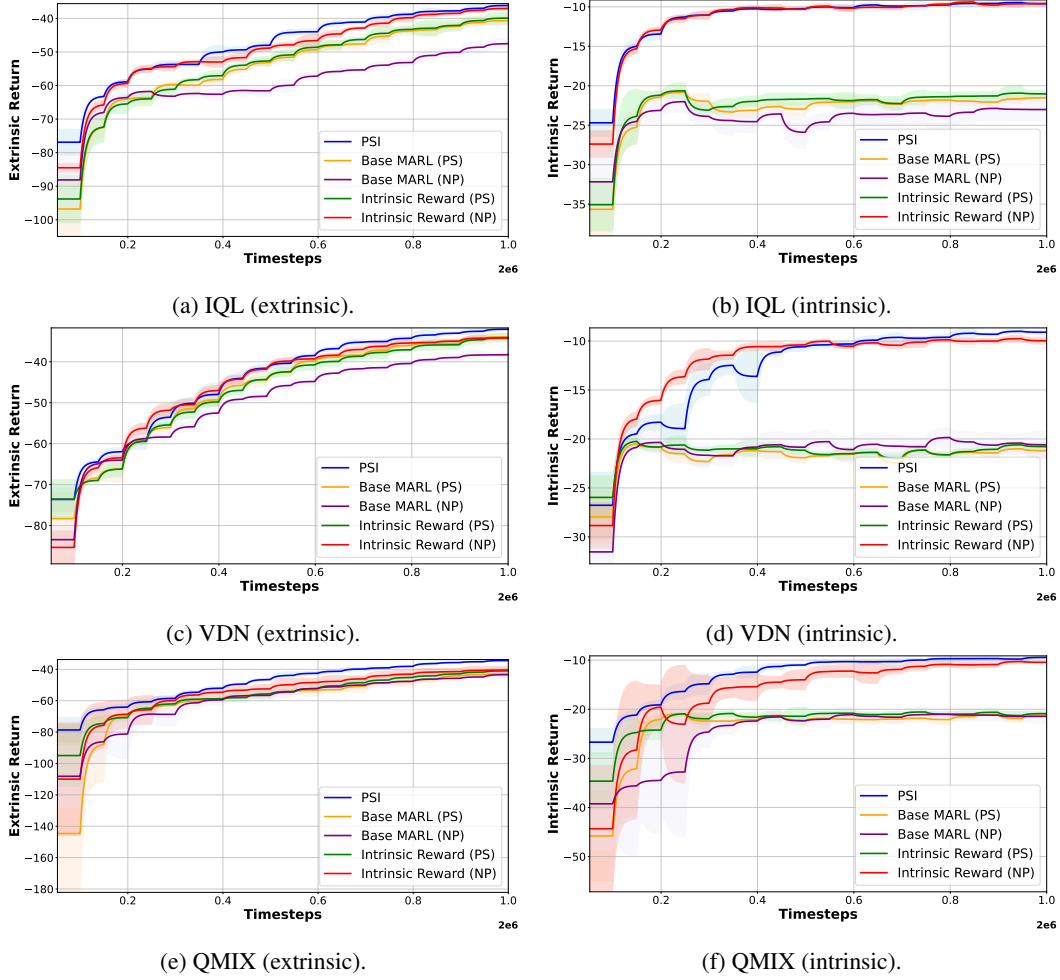 Extrinsic Return
−40
−50
−60
−70
−80
−90
−100
0.2
0.4
0.6
0.8
1.0
Timesteps
2e6
PSI
Base MARL (PS)
Base MARL (NP)
Intrinsic Reward (PS)
Intrinsic Reward (NP)
(a) IQL (extrinsic).
Intrinsic Return
−10
−15
−20
−25
−30
−35
0.2
0.4
0.6
0.8
1.0
Timesteps
2e6
PSI
Base MARL (PS)
Base MARL (NP)
Intrinsic Reward (PS)
Intrinsic Reward (NP)
(b) IQL (intrinsic).
Extrinsic Return
−40
−50
−60
−70
−80
0.2
0.4
0.6
0.8
1.0
Timesteps
2e6
PSI
Base MARL (PS)
Base MARL (NP)
Intrinsic Reward (PS)
Intrinsic Reward (NP)
(c) VDN (extrinsic).
Intrinsic Return
−10
−15
−20
−25
−30
0.2
0.4
0.6
0.8
1.0
Timesteps
2e6
PSI
Base MARL (PS)
Base MARL (NP)
Intrinsic Reward (PS)
Intrinsic Reward (NP)
(d) VDN (intrinsic).
Extrinsic Return
−40
−60
−80
−100
−120
−140
−160
−180
0.2
0.4
0.6
0.8
1.0
Timesteps
2e6
PSI
Base MARL (PS)
Base MARL (NP)
Intrinsic Reward (PS)
Intrinsic Reward (NP)
(e) QMIX (extrinsic).
Intrinsic Return
−10
−20
−30
−40
−50
0.2
0.4
0.6
0.8
1.0
Timesteps
2e6
PSI
Base MARL (PS)
Base MARL (NP)
Intrinsic Reward (PS)
Intrinsic Reward (NP)
(f) QMIX (intrinsic).